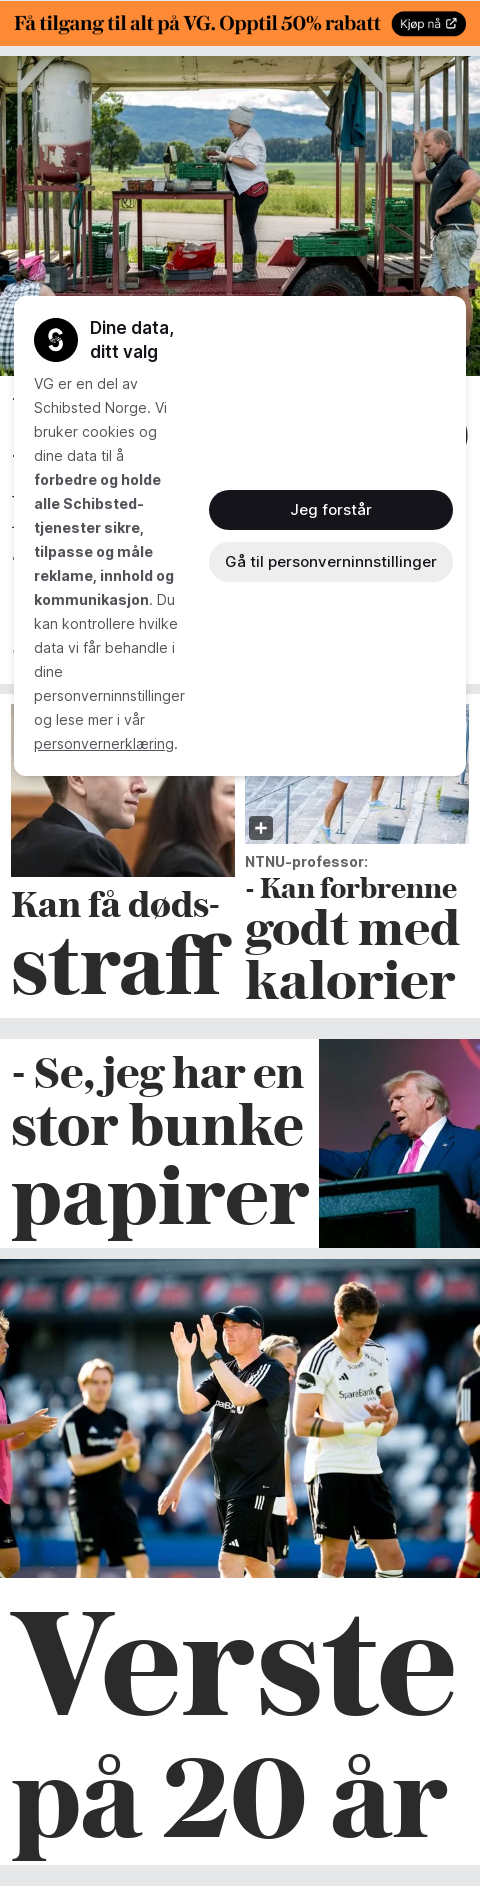 Få tilgang til alt på VG. Opptil 50% rabatt
Kjøp nå
Dine data,
ditt valg
VG er en del av
Schibsted Norge. Vi
bruker cookies og
dine data til å
forbedre og holde
alle Schibsted-
tjenester sikre,
tilpasse og måle
reklame, innhold og
kommunikasjon. Du
kan kontrollere hvilke
data vi får behandle i
dine
personverninnstillinger
og lese mer i vår
personvernerklæring.
Jeg forstår
Gå til personverninnstillinger
Kan få døds-
straff
NTNU-professor:
- Kan forbrenne
godt med
kalorier
- Se, jeg har en
stor bunke
papirer
SpareBank
SpareBank
Verste
på 20 år